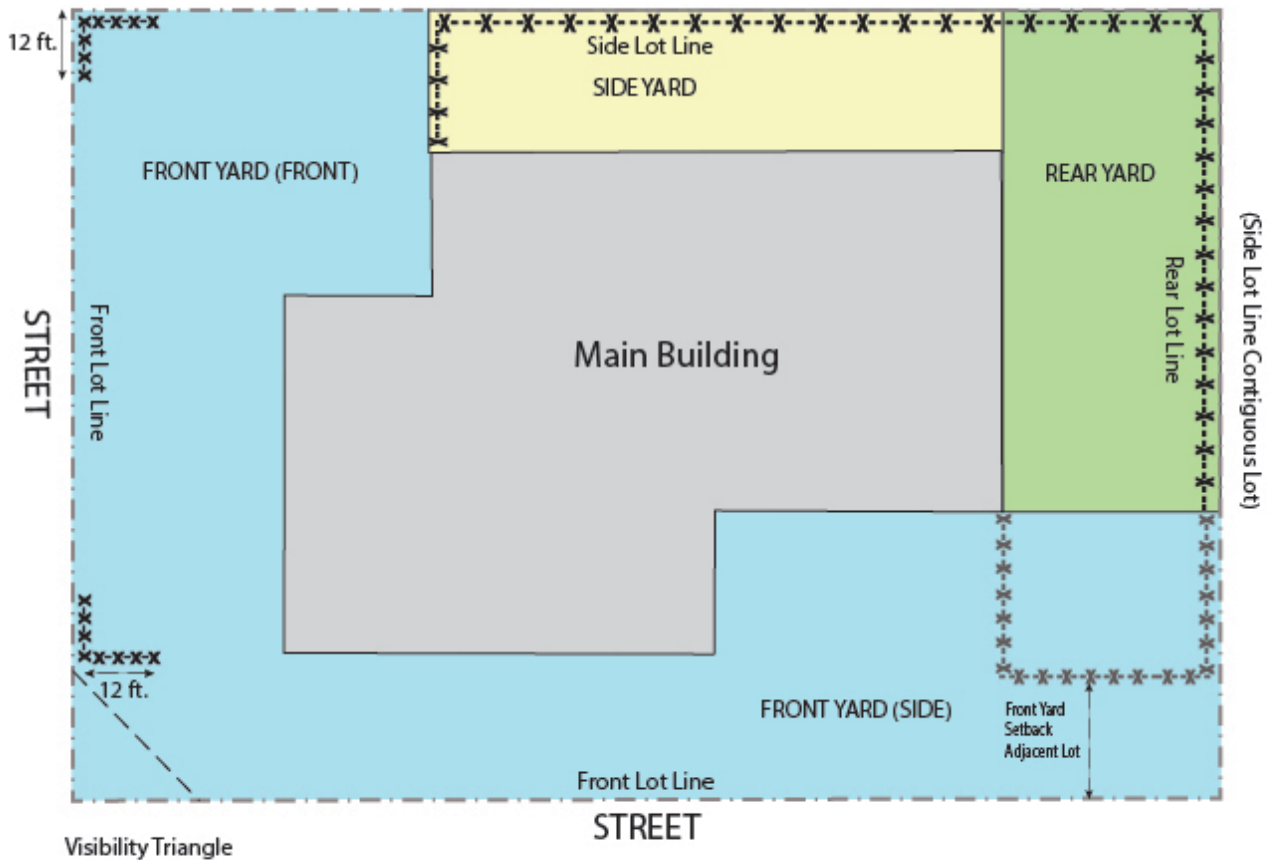 12 ft.
Side Lot Line
SIDE YARD
FRONT YARD (FRONT)
REAR YARD
STREET
Front Lot Line
Main Building
Rear Lot Line
(Side Lot Line Contiguous Lot)
12 ft.
FRONT YARD (SIDE)
Front Yard
Setback
Adjacent Lot
Front Lot Line
STREET
Visibility Triangle